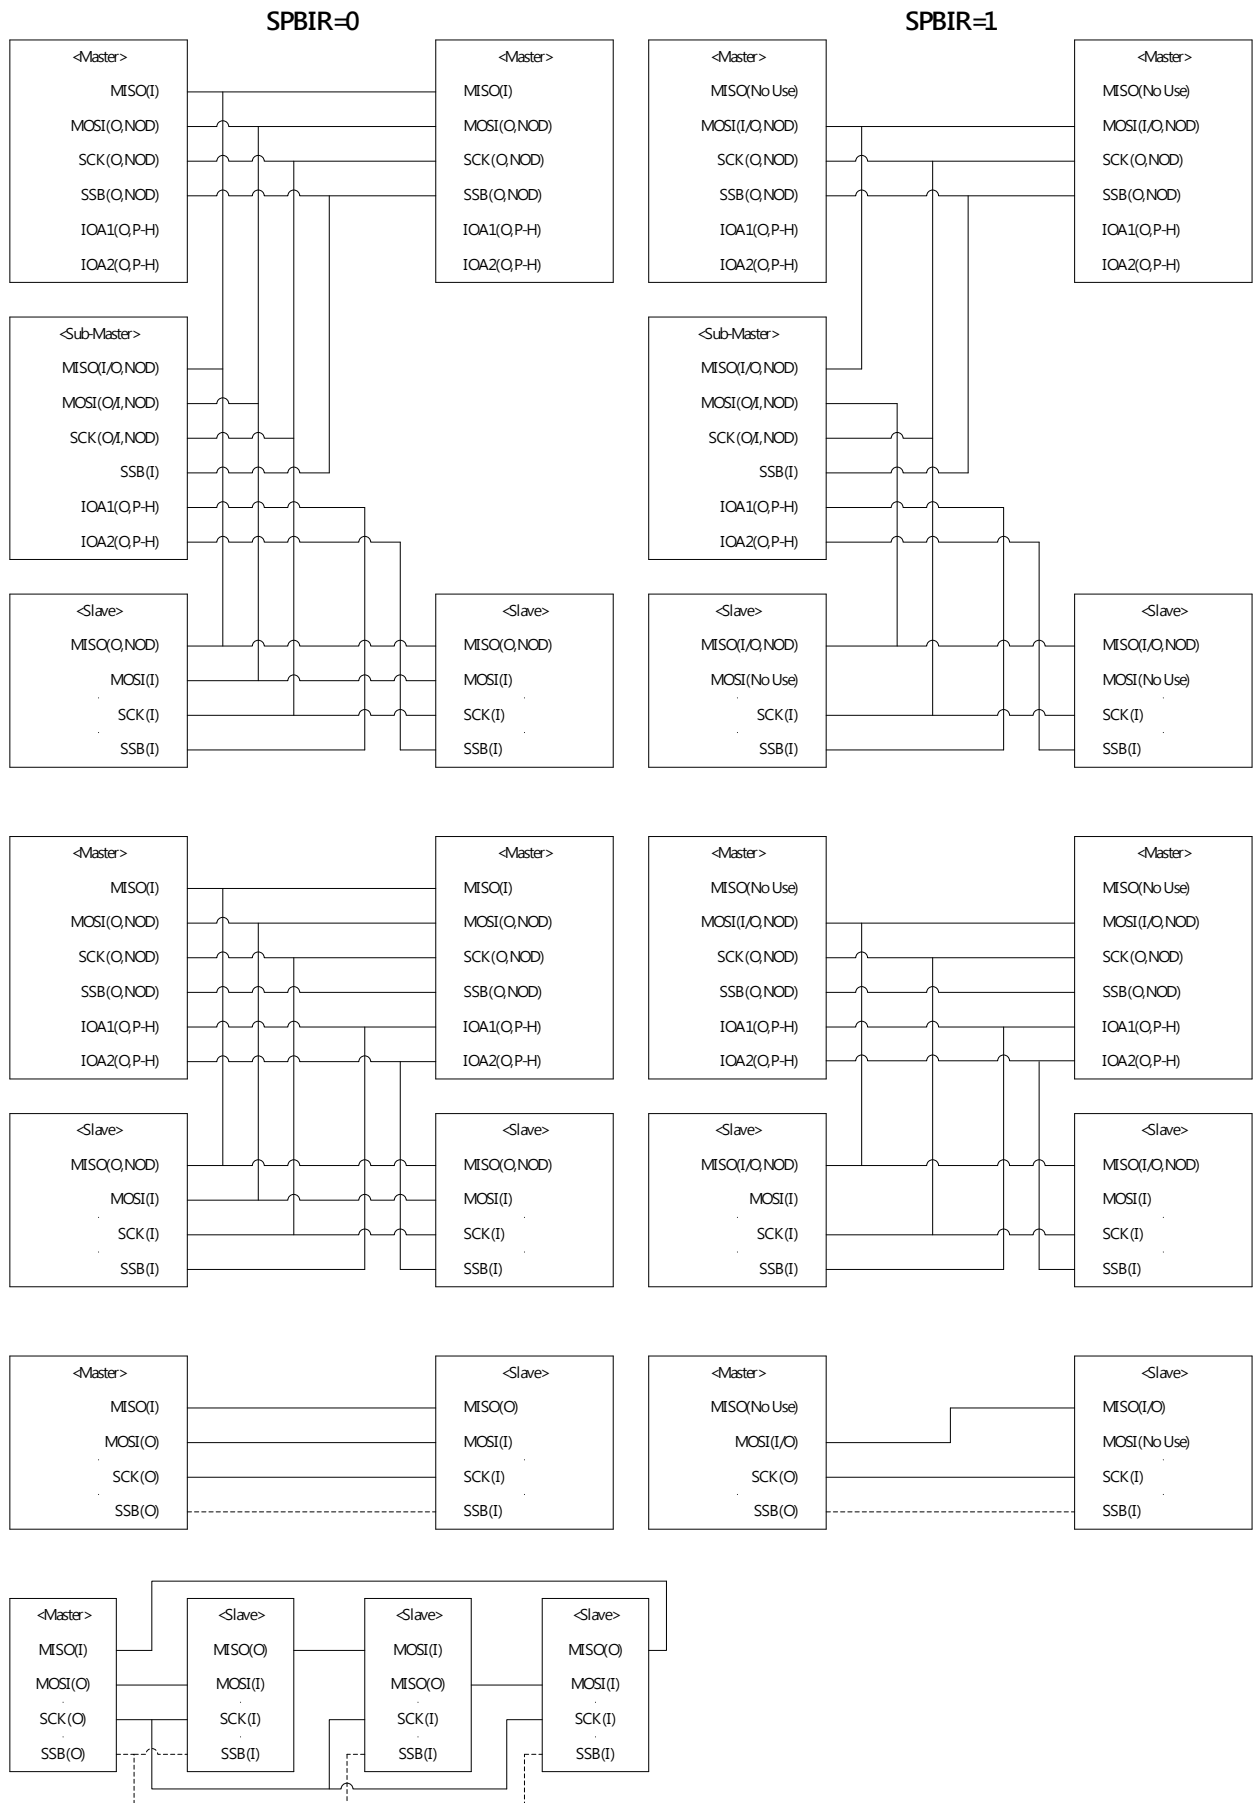 SPBIR=0
SPBIR=1
<Master>
MISO(I)
MOSI(O,NOD)
SCK(O,NOD)
SSB(O,NOD)
IOA1(O,P-H)
IOA2(O,P-H)
<Master>
MISO(I)
MOSI(O,NOD)
SCK(O,NOD)
SSB(O,NOD)
IOA1(O,P-H)
IOA2(O,P-H)
<Master>
MISO(No Use)
MOSI(I/O,NOD)
SCK(O,NOD)
SSB(O,NOD)
IOA1(O,P-H)
IOA2(O,P-H)
<Master>
MISO(No Use)
MOSI(I/O,NOD)
SCK(O,NOD)
SSB(O,NOD)
IOA1(O,P-H)
IOA2(O,P-H)
<Sub-Master>
MISO(I/O,NOD)
MOSI(O/I,NOD)
SCK(O/I,NOD)
SSB(I)
IOA1(O,P-H)
IOA2(O,P-H)
<Sub-Master>
MISO(I/O,NOD)
MOSI(O/I,NOD)
SCK(O/I,NOD)
SSB(I)
IOA1(O,P-H)
IOA2(O,P-H)
<Slave>
MISO(O,NOD)
MOSI(I)
SCK(I)
SSB(I)
<Slave>
MISO(O,NOD)
MOSI(I)
SCK(I)
SSB(I)
<Slave>
MISO(I/O,NOD)
MOSI(No Use)
SCK(I)
SSB(I)
<Slave>
MISO(I/O,NOD)
MOSI(No Use)
SCK(I)
SSB(I)
<Master>
MISO(I)
MOSI(O,NOD)
SCK(O,NOD)
SSB(O,NOD)
IOA1(O,P-H)
IOA2(O,P-H)
<Master>
MISO(I)
MOSI(O,NOD)
SCK(O,NOD)
SSB(O,NOD)
IOA1(O,P-H)
IOA2(O,P-H)
<Master>
MISO(No Use)
MOSI(I/O,NOD)
SCK(O,NOD)
SSB(O,NOD)
IOA1(O,P-H)
IOA2(O,P-H)
<Master>
MISO(No Use)
MOSI(I/O,NOD)
SCK(O,NOD)
SSB(O,NOD)
IOA1(O,P-H)
IOA2(O,P-H)
<Slave>
MISO(O,NOD)
MOSI(I)
SCK(I)
SSB(I)
<Slave>
MISO(O,NOD)
MOSI(I)
SCK(I)
SSB(I)
<Slave>
MISO(I/O,NOD)
MOSI(I)
SCK(I)
SSB(I)
<Slave>
MISO(I/O,NOD)
MOSI(I)
SCK(I)
SSB(I)
<Master>
MISO(I)
MOSI(O)
SCK(O)
SSB(O)
<Slave>
MISO(O)
MOSI(I)
SCK(I)
SSB(I)
<Master>
MISO(No Use)
MOSI(I/O)
SCK(O)
SSB(O)
<Slave>
MISO(I/O)
MOSI(No Use)
SCK(I)
SSB(I)
<Master>
MISO(I)
MOSI(O)
SCK(O)
SSB(O)
<Slave>
MISO(O)
MOSI(I)
SCK(I)
SSB(I)
<Slave>
MOSI(I)
MISO(O)
SCK(I)
SSB(I)
<Slave>
MISO(O)
MOSI(I)
SCK(I)
SSB(I)